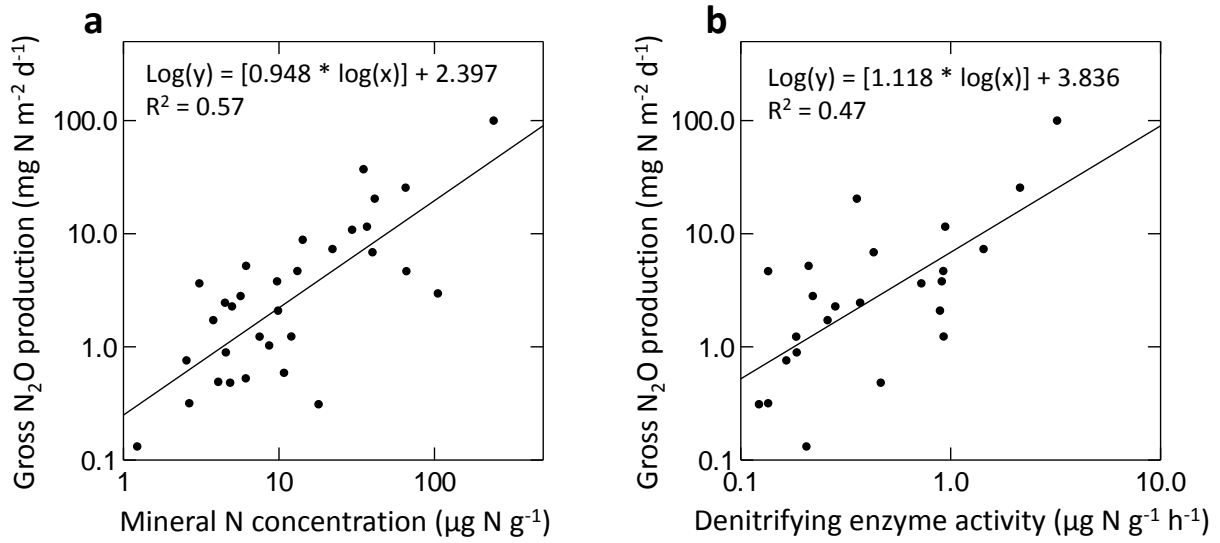 a
Log(y) = [0.948 * log(x)] + 2.397
R² = 0.57
100.0
10.0
1.0
0.1
1 10 100
Gross N₂O production (mg N m⁻² d⁻¹)
Mineral N concentration (µg N g⁻¹)
b
Log(y) = [1.118 * log(x)] + 3.836
R² = 0.47
100.0
10.0
1.0
0.1
0.1 1.0 10.0
Gross N₂O production (mg N m⁻² d⁻¹)
Denitrifying enzyme activity (µg N g⁻¹ h⁻¹)